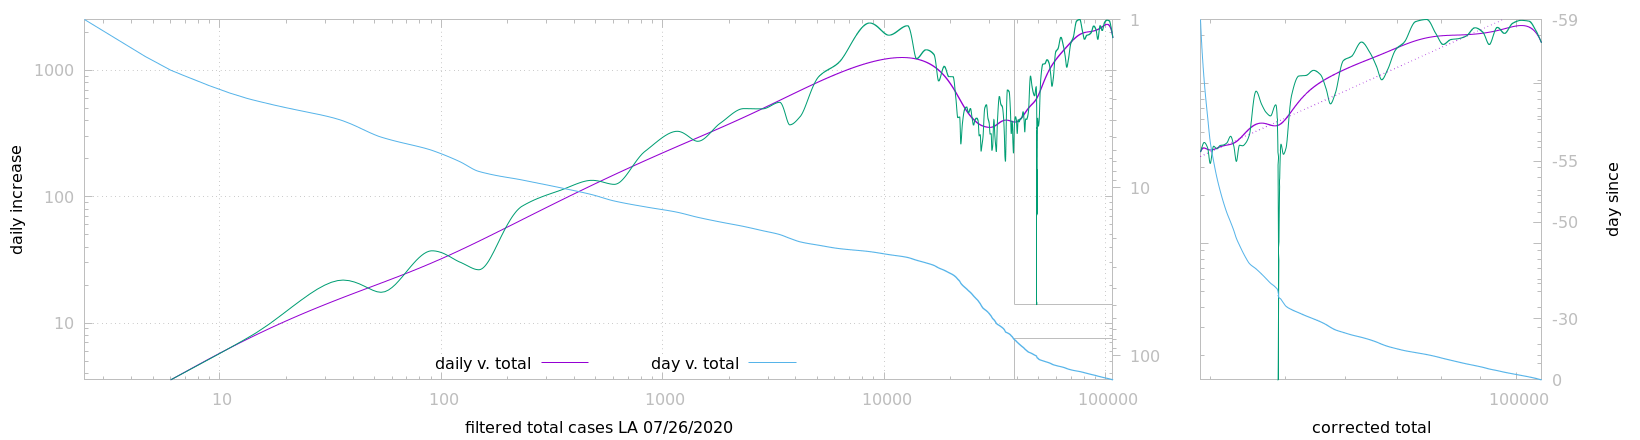 1
-59
1000
daily increase
-55
100
10
-50
day since
10
-30
daily v. total
day v. total
100
0
10
100
1000
10000
100000
100000
filtered total cases LA 07/26/2020
corrected total